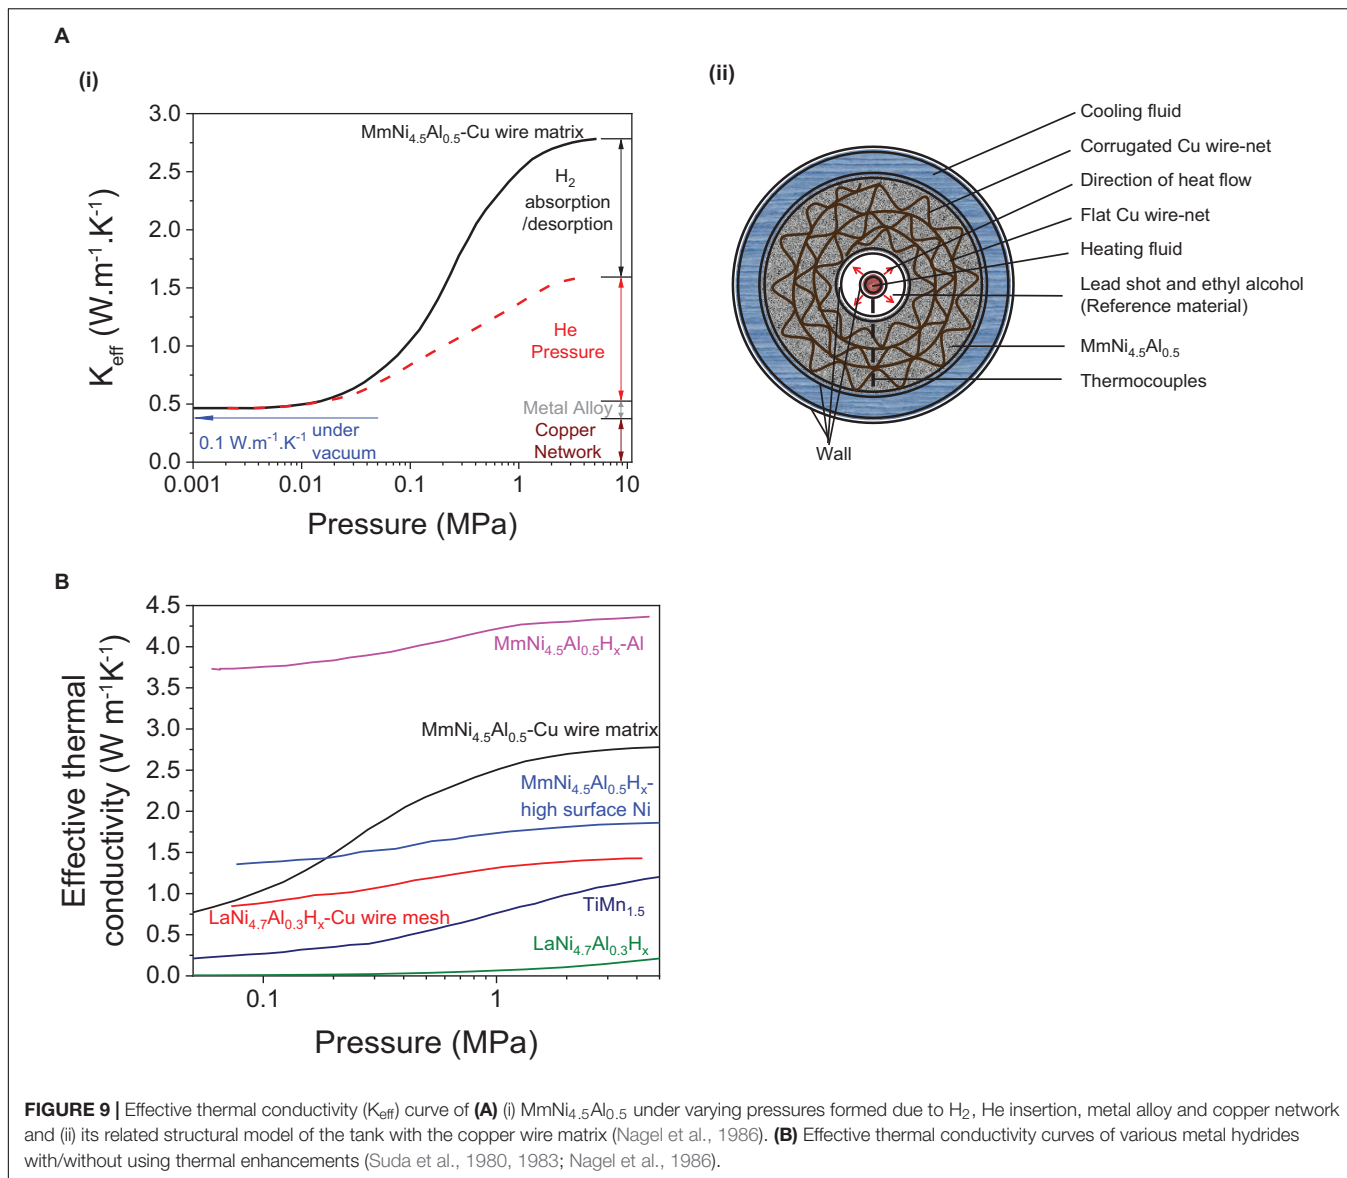 A
(i)
3.0
2.5
2.0
1.5
1.0
0.5
0.0
K_eff (W.m⁻¹.K⁻¹)
MmNi₄.₅Al₀.₅-Cu wire matrix
H₂
absorption
/desorption
He
Pressure
Metal Alloy
Copper
Network
0.1 W.m⁻¹.K⁻¹ under
vacuum
0.001
0.01
0.1
1
10
Pressure (MPa)
(ii)
Cooling fluid
Corrugated Cu wire-net
Direction of heat flow
Flat Cu wire-net
Heating fluid
Lead shot and ethyl alcohol
(Reference material)
MmNi₄.₅Al₀.₅
Thermocouples
Wall
B
4.5
4.0
3.5
3.0
2.5
2.0
1.5
1.0
0.5
0.0
Effective thermal
conductivity (W m⁻¹K⁻¹)
MmNi₄.₅Al₀.₅Hₓ-Al
MmNi₄.₅Al₀.₅-Cu wire matrix
MmNi₄.₅Al₀.₅Hₓ-
high surface Ni
LaNi₄.₇Al₀.₃Hₓ-Cu wire mesh
TiMn₁.₅
LaNi₄.₇Al₀.₃Hₓ
0.1
1
Pressure (MPa)
FIGURE 9 | Effective thermal conductivity (K_eff) curve of (A) (i) MmNi₄.₅Al₀.₅ under varying pressures formed due to H₂, He insertion, metal alloy and copper network
and (ii) its related structural model of the tank with the copper wire matrix (Nagel et al., 1986). (B) Effective thermal conductivity curves of various metal hydrides
with/without using thermal enhancements (Suda et al., 1980, 1983; Nagel et al., 1986).